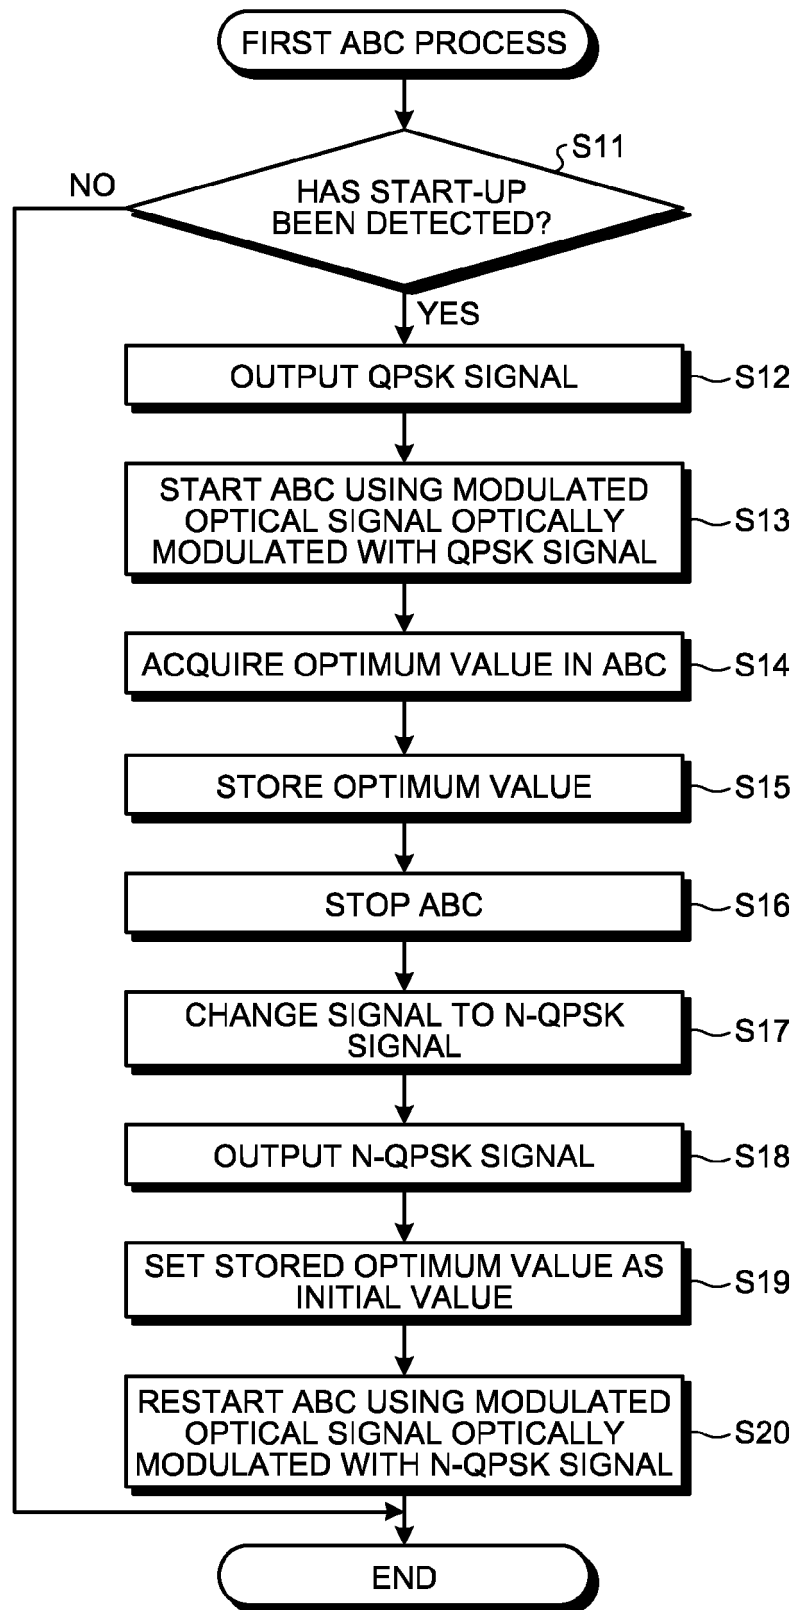 FIRST ABC PROCESS
S11
NO
HAS START-UP
BEEN DETECTED?
YES
OUTPUT QPSK SIGNAL
S12
START ABC USING MODULATED
OPTICAL SIGNAL OPTICALLY
MODULATED WITH QPSK SIGNAL
S13
ACQUIRE OPTIMUM VALUE IN ABC
S14
STORE OPTIMUM VALUE
S15
STOP ABC
S16
CHANGE SIGNAL TO N-QPSK
SIGNAL
S17
OUTPUT N-QPSK SIGNAL
S18
SET STORED OPTIMUM VALUE AS
INITIAL VALUE
S19
RESTART ABC USING MODULATED
OPTICAL SIGNAL OPTICALLY
MODULATED WITH N-QPSK SIGNAL
S20
END